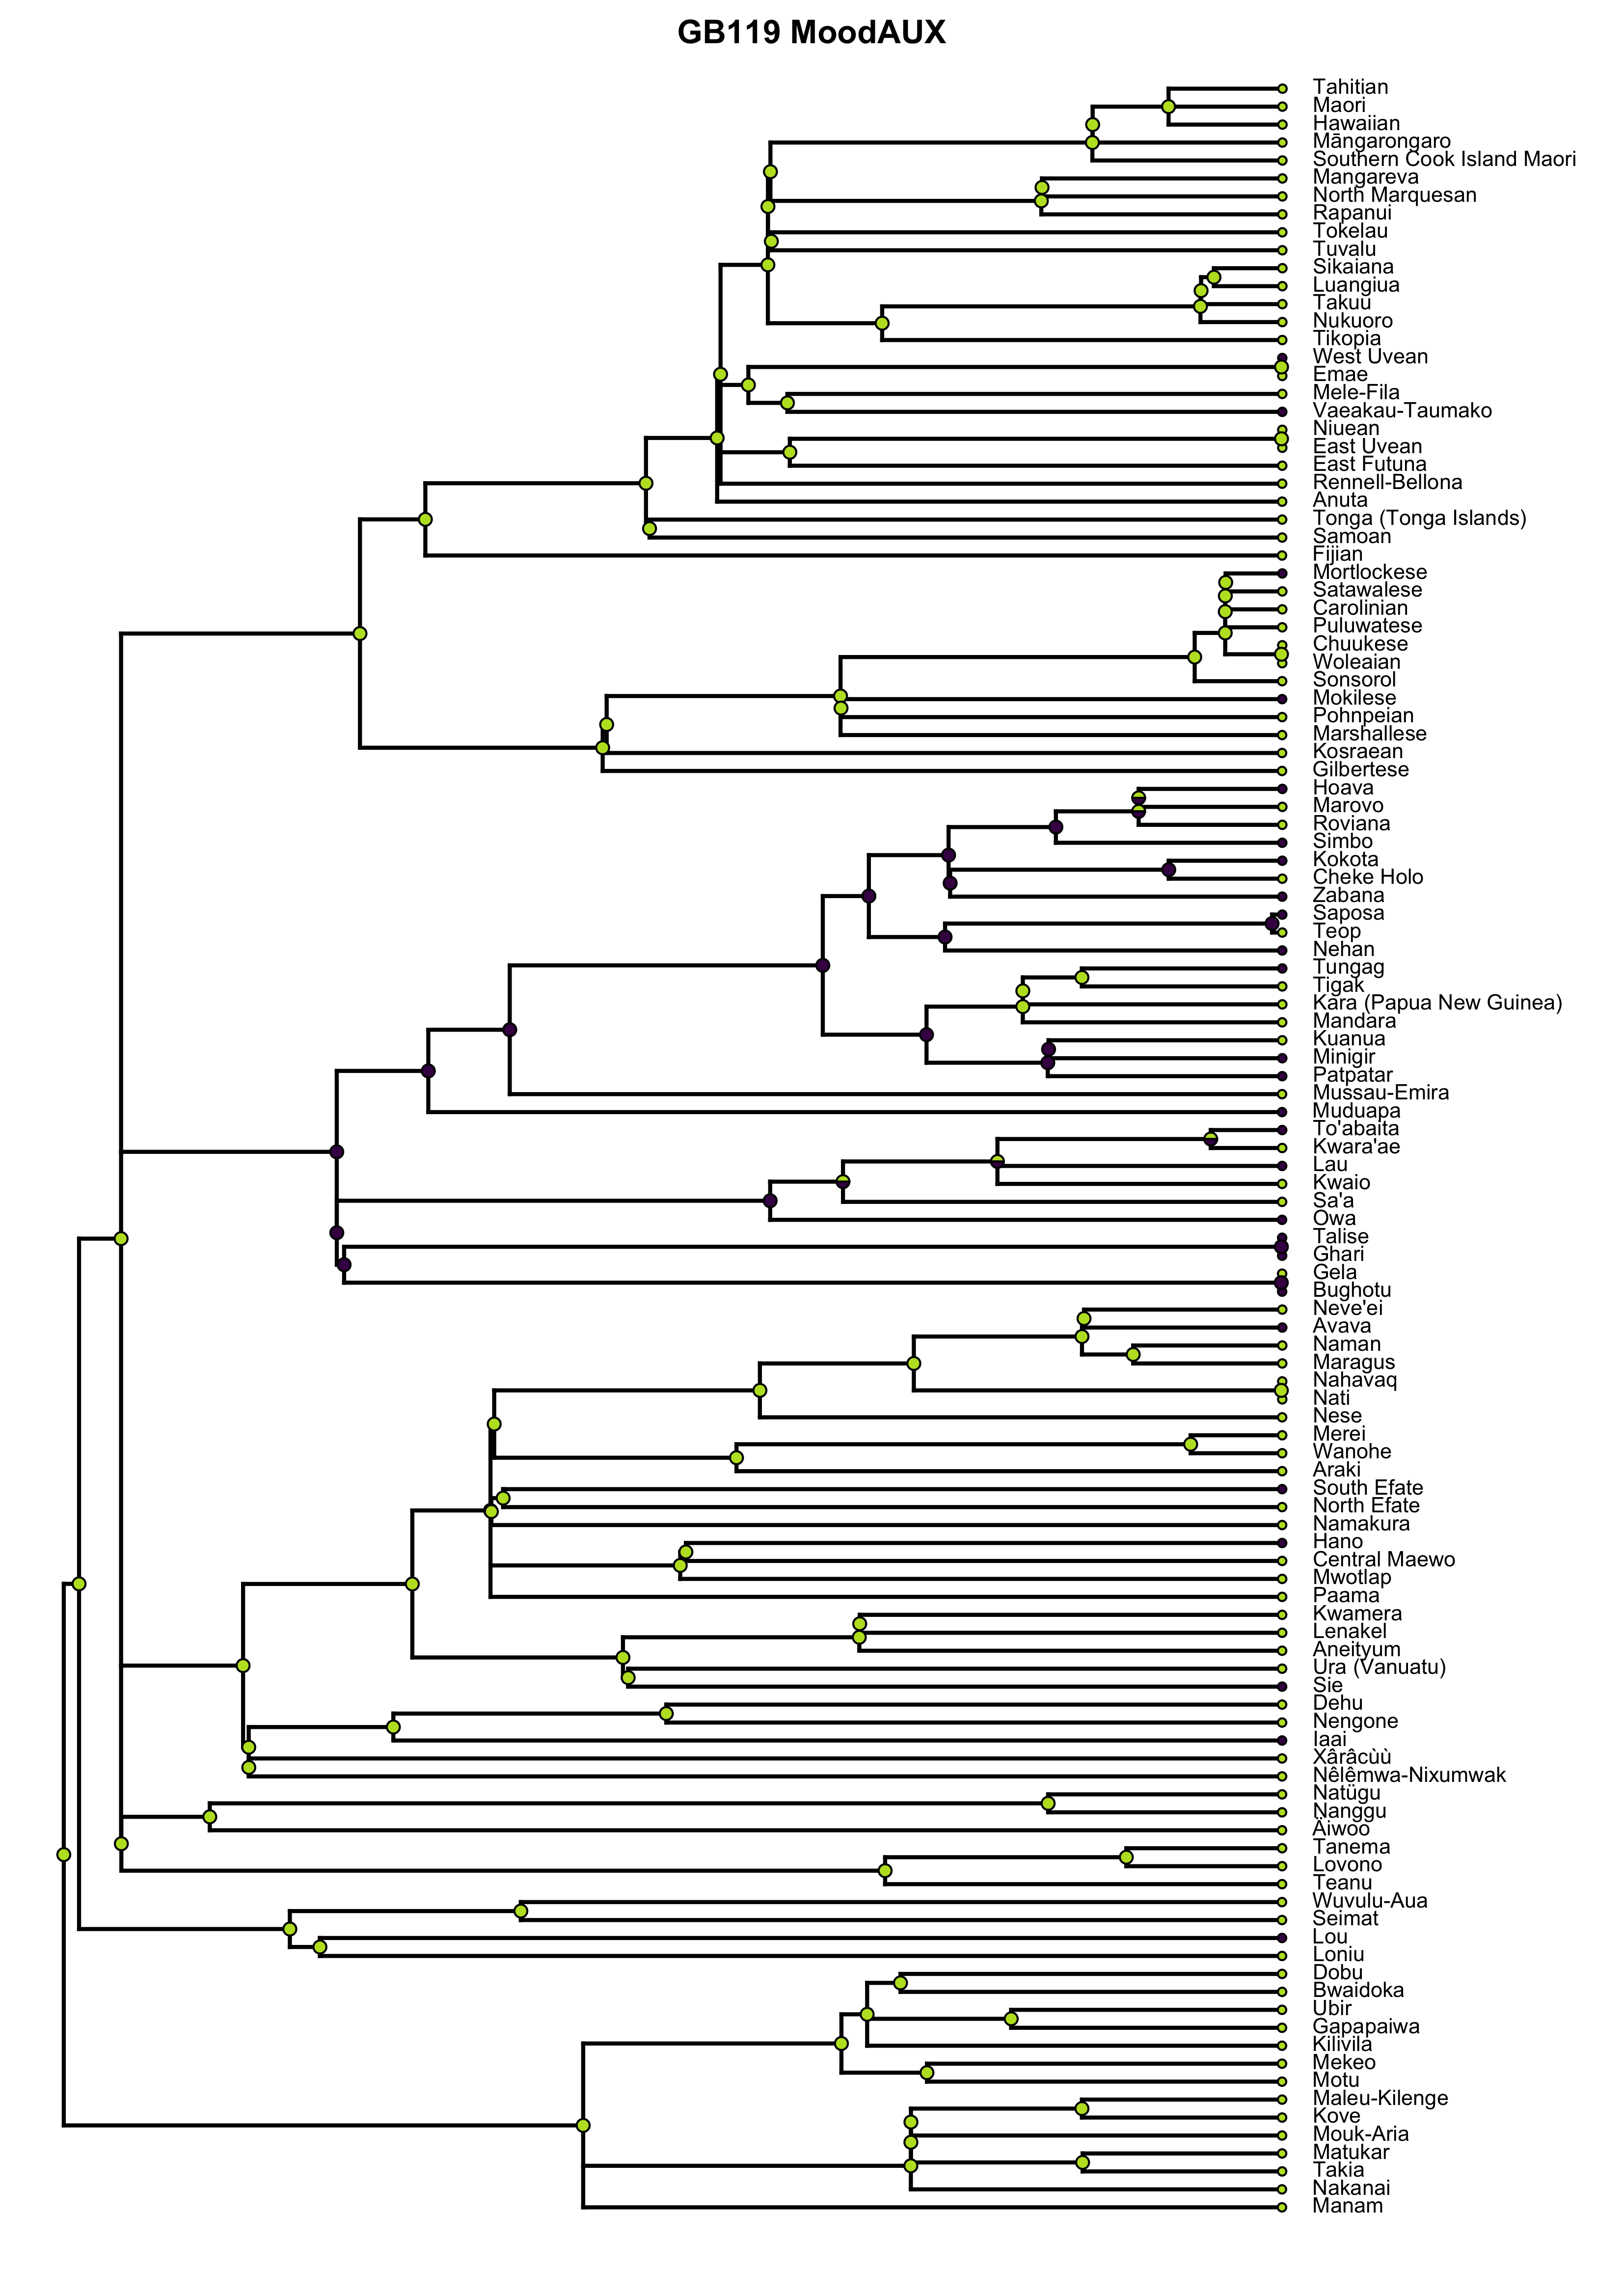 GB119 MoodAUX
Tahitian
Maori
Hawaiian
Māngarongaro
Southern Cook Island Maori
Mangareva
North Marquesan
Rapanui
Tokelau
Tuvalu
Sikaiana
Luangiua
Takuu
Nukuoro
Tikopia
West Uvean
Emae
Mele-Fila
Vaeakau-Taumako
Niuean
East Uvean
East Futuna
Rennell-Bellona
Anuta
Tonga (Tonga Islands)
Samoan
Fijian
Mortlockese
Satawalese
Carolinian
Puluwatese
Chuukese
Woleaian
Sonsorol
Mokilese
Pohnpeian
Marshallese
Kosraean
Gilbertese
Hoava
Marovo
Roviana
Simbo
Kokota
Cheke Holo
Zabana
Saposa
Teop
Nehan
Tungag
Tigak
Kara (Papua New Guinea)
Mandara
Kuanua
Minigir
Patpatar
Mussau-Emira
Muduapa
To'abaita
Kwara'ae
Lau
Kwaio
Sa'a
Owa
Talise
Ghari
Gela
Bughotu
Neve'ei
Avava
Naman
Maragus
Nahavaq
Nati
Nese
Merei
Wanohe
Araki
South Efate
North Efate
Namakura
Hano
Central Maewo
Mwotlap
Paama
Kwamera
Lenakel
Aneityum
Ura (Vanuatu)
Sie
Dehu
Nengone
Iaai
Xârâcùù
Nêlêmwa-Nixumwak
Natügu
Nanggu
Äiwoo
Tanema
Lovono
Teanu
Wuvulu-Aua
Seimat
Lou
Loniu
Dobu
Bwaidoka
Ubir
Gapapaiwa
Kilivila
Mekeo
Motu
Maleu-Kilenge
Kove
Mouk-Aria
Matukar
Takia
Nakanai
Manam